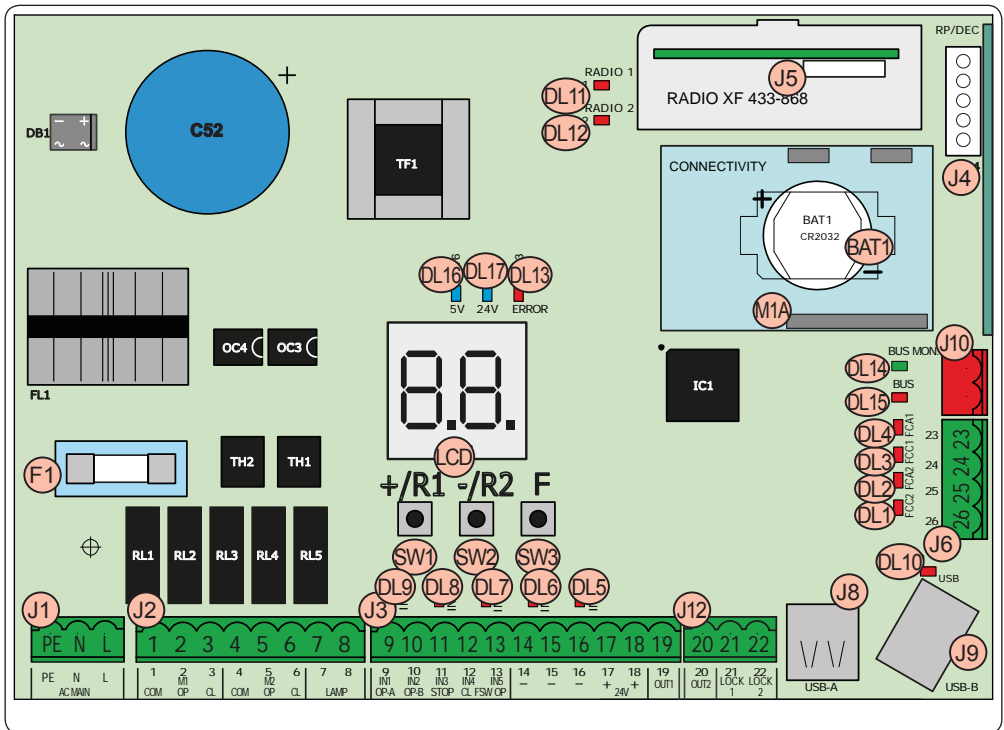 RP/DEC
RADIO 1
DL11
RADIO 2
DL12
J5
RADIO XF 433-868
J4
DB1
− +
~ ~
C52
+
TF1
CONNECTIVITY
+
BAT1
CR2032
BAT1
−
M1A
DL16 DL17 DL13
5V 24V ERROR
FL1
OC4 OC3
8.8.
LCD
IC1
J10
BUS MON.
DL14
DL15 BUS
DL4 FCA1 23 23
DL3 FCC1 24 24
DL2 FCA2 25 25
DL1 FCC2 26 26
J6
F1
TH2 TH1
+/R1 -/R2 F
SW1 SW2 SW3
RL1 RL2 RL3 RL4 RL5
DL9 DL8 DL7 DL6 DL5
DL10
USB
J1 J2 J3 J12 J8 J9
PE N L 1 2 3 4 5 6 7 8 9 10 11 12 13 14 15 16 17 18 19 20 21 22
PE N L 1 2 3 4 5 6 7 8 9 10 11 12 13 14 15 16 17 18 19 20 21 22
M1 M2 IN1 IN2 IN3 IN4 IN5 − − − + + OUT1 OUT2 LOCK LOCK
AC MAIN COM OP CL COM OP CL LAMP OP-A OP-B STOP CL FSW OP 24V 1 2
USB-A USB-B